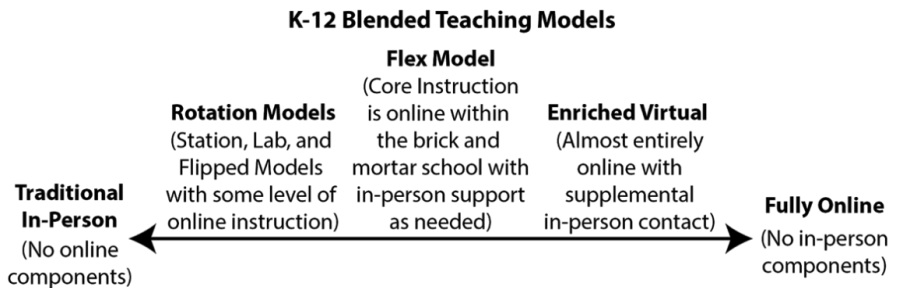 K-12 Blended Teaching Models
Traditional
In-Person
(No online
components)
Rotation Models
(Station, Lab, and
Flipped Models
with some level of
online instruction)
Flex Model
(Core Instruction
is online within
the brick and
mortar school with
in-person support
as needed)
Enriched Virtual
(Almost entirely
online with
supplemental
in-person contact)
Fully Online
(No in-person
components)